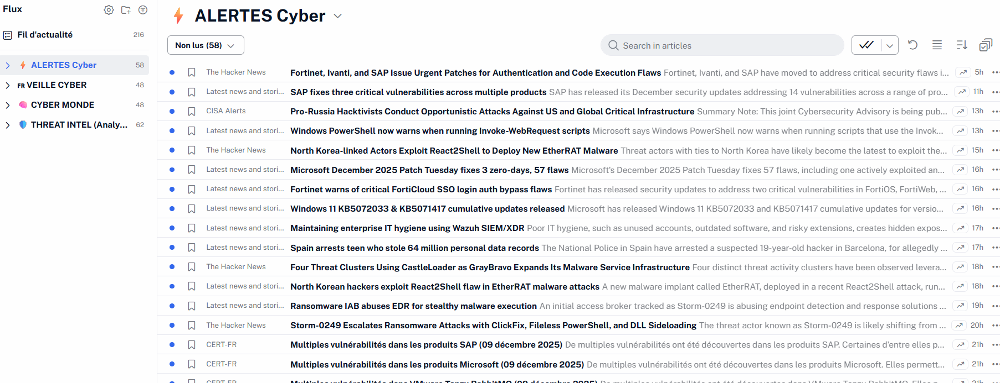 Flux
Fil d'actualité 216
ALERTES Cyber 58
FR VEILLE CYBER 48
CYBER MONDE 48
THREAT INTEL (Analy... 62
ALERTES Cyber
Non lus (58)
Search in articles
The Hacker News Fortinet, Ivanti, and SAP Issue Urgent Patches for Authentication and Code Execution Flaws Fortinet, Ivanti, and SAP have moved to address critical security flaws i... 5h
Latest news and stori... SAP fixes three critical vulnerabilities across multiple products SAP has released its December security updates addressing 14 vulnerabilities across a range of pro... 11h
CISA Alerts Pro-Russia Hacktivists Conduct Opportunistic Attacks Against US and Global Critical Infrastructure Summary Note: This joint Cybersecurity Advisory is being pub... 13h
Latest news and stori... Windows PowerShell now warns when running Invoke-WebRequest scripts Microsoft says Windows PowerShell now warns when running scripts that use the Invok... 13h
The Hacker News North Korea-linked Actors Exploit React2Shell to Deploy New EtherRAT Malware Threat actors with ties to North Korea have likely become the latest to exploit the... 15h
Latest news and stori... Microsoft December 2025 Patch Tuesday fixes 3 zero-days, 57 flaws Microsoft's December 2025 Patch Tuesday fixes 57 flaws, including one actively exploited an... 16h
Latest news and stori... Fortinet warns of critical FortiCloud SSO login auth bypass flaws Fortinet has released security updates to address two critical vulnerabilities in FortiOS, FortiWeb, ... 16h
Latest news and stori... Windows 11 KB5072033 & KB5071417 cumulative updates released Microsoft has released Windows 11 KB5072033 and KB5071417 cumulative updates for versio... 16h
Latest news and stori... Maintaining enterprise IT hygiene using Wazuh SIEM/XDR Poor IT hygiene, such as unused accounts, outdated software, and risky extensions, creates hidden expos... 17h
Latest news and stori... Spain arrests teen who stole 64 million personal data records The National Police in Spain have arrested a suspected 19-year-old hacker in Barcelona, for allegedly ... 17h
The Hacker News Four Threat Clusters Using CastleLoader as GrayBravo Expands Its Malware Service Infrastructure Four distinct threat activity clusters have been observed levera... 18h
Latest news and stori... North Korean hackers exploit React2Shell flaw in EtherRAT malware attacks A new malware implant called EtherRAT, deployed in a recent React2Shell attack, run... 18h
Latest news and stori... Ransomware IAB abuses EDR for stealthy malware execution An initial access broker tracked as Storm-0249 is abusing endpoint detection and response solutions ... 19h
The Hacker News Storm-0249 Escalates Ransomware Attacks with ClickFix, Fileless PowerShell, and DLL Sideloading The threat actor known as Storm-0249 is likely shifting from ... 20h
CERT-FR Multiples vulnérabilités dans les produits SAP (09 décembre 2025) De multiples vulnérabilités ont été découvertes dans les produits SAP. Certaines d'entre elles p... 21h
CERT-FR Multiples vulnérabilités dans les produits Microsoft (09 décembre 2025) De multiples vulnérabilités ont été découvertes dans les produits Microsoft. Elles permett... 21h
CERT-FR Multiples vulnérabilités dans VMware Tanzu RabbitMQ (09 décembre 2025) De multiples vulnérabilités ont été découvertes dans VMware Tanzu RabbitMQ. Elles 21h